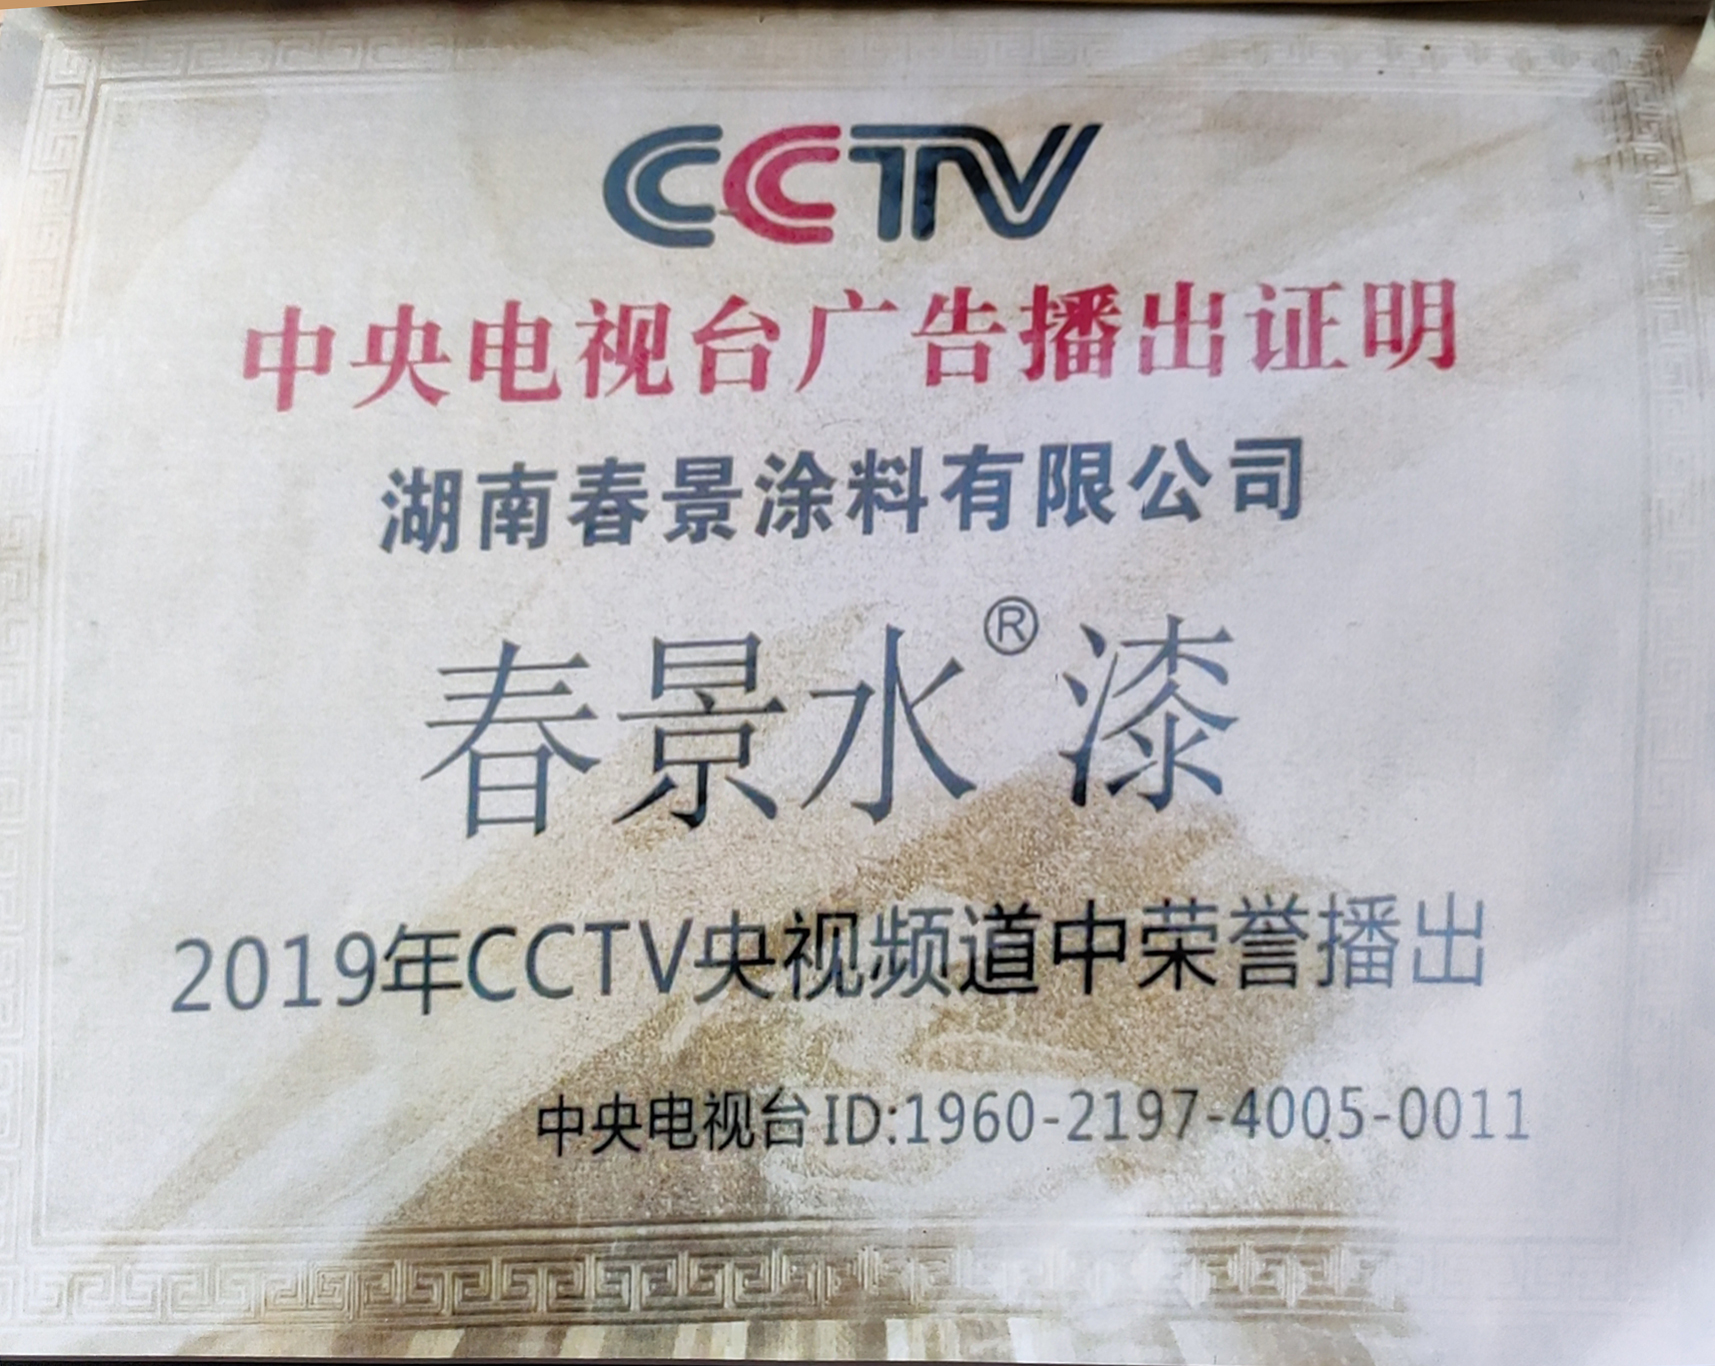 CCTV
中央电视台广告播出证明
湖南春景涂料有限公司
春景水®漆
2019年CCTV央视频道中荣誉播出
中央电视台ID:1960-2197-4005-0011